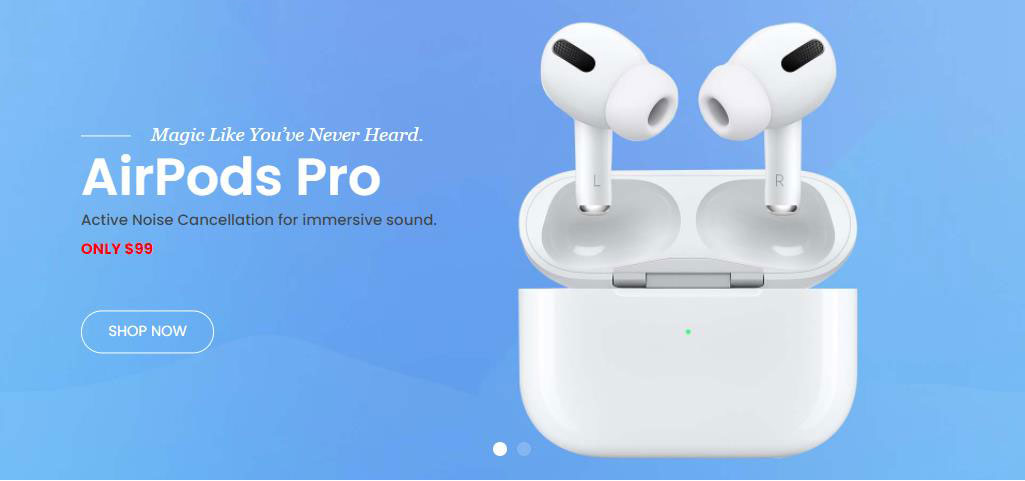 Magic Like You’ve Never Heard.
AirPods Pro
Active Noise Cancellation for immersive sound.
ONLY $99
SHOP NOW
L
R